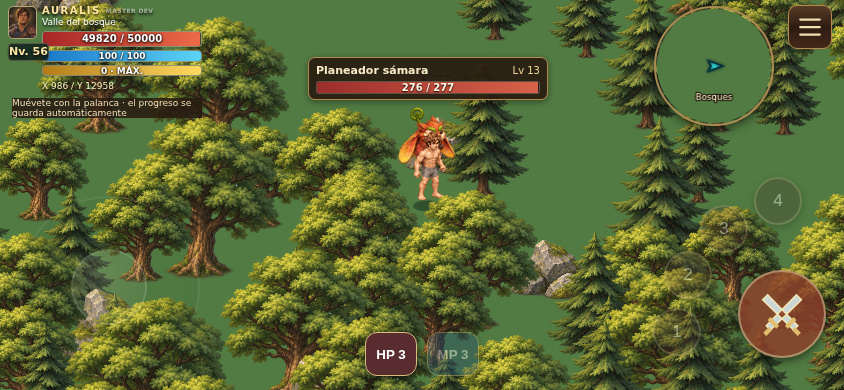 AURALIS MASTER DEV
Valle del bosque
49820 / 50000
Nv. 56
100 / 100
0 · MÁX.
X 986 / Y 12958
Muévete con la palanca · el progreso se
guarda automáticamente
Planeador sámara Lv 13
276 / 277
Bosques
4
3
2
1
HP 3
MP 3